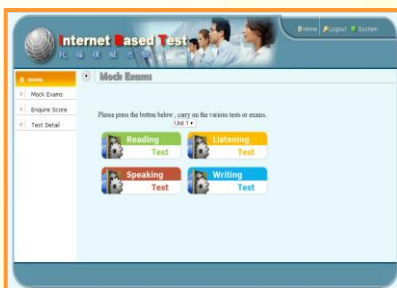 Home Logout System
Internet Based Test
Home
Mock Exams
Enquire Score
Test Detail
Mock Exams
Please press the button below , carry on the various tests or exams.
Unit 1
Reading
Test
Listening
Test
Speaking
Test
Writing
Test